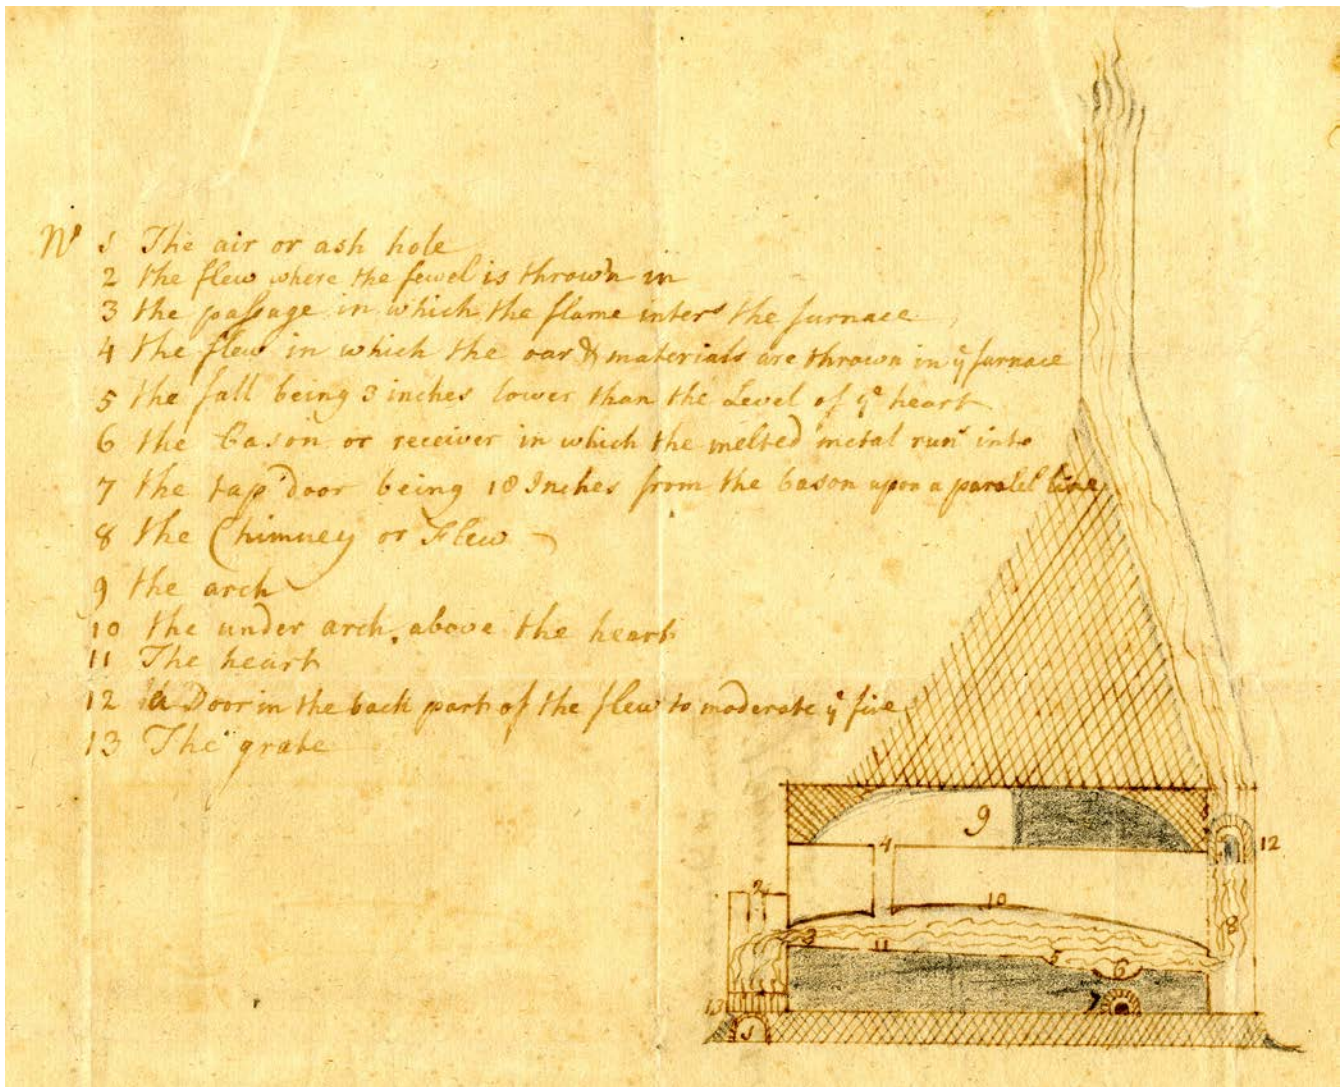 No 1 The air or ash hole
2 the flew where the fewel is thrown in
3 the passage in which the flame inters the furnace
4 the flew in which the oar & materials are thrown in ye furnace
5 the fall being 3 inches lower than the Level of ye heart
6 the bason or receiver in which the melted metal runs into
7 the tap door being 18 Inches from the bason upon a paralel line
8 the Chimney or Flew
9 the arch
10 the under arch above the heart
11 The heart
12 a Door in the back part of the flew to moderate ye fire
13 The grate
9
4
12
2
10
8
3
11
5
6
13
7
1